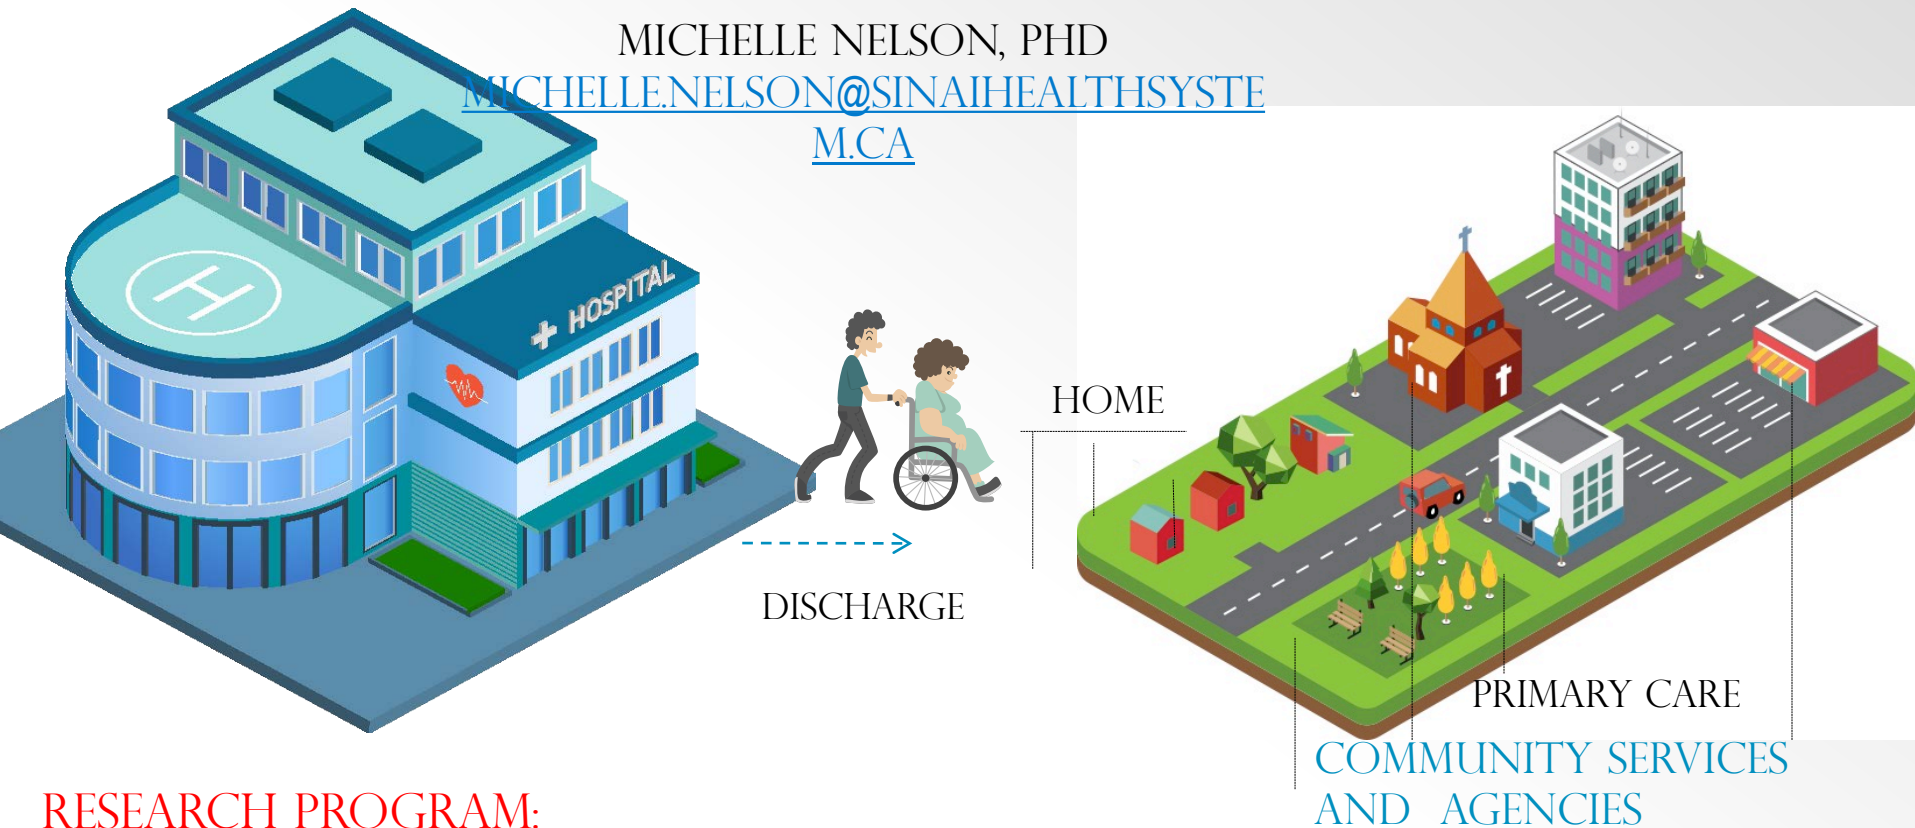 MICHELLE NELSON, PHD
MICHELLE.NELSON@SINAIHEALTHSYSTE
M.CA
H
+ HOSPITAL
HOME
DISCHARGE
PRIMARY CARE
COMMUNITY SERVICES
AND AGENCIES
RESEARCH PROGRAM: